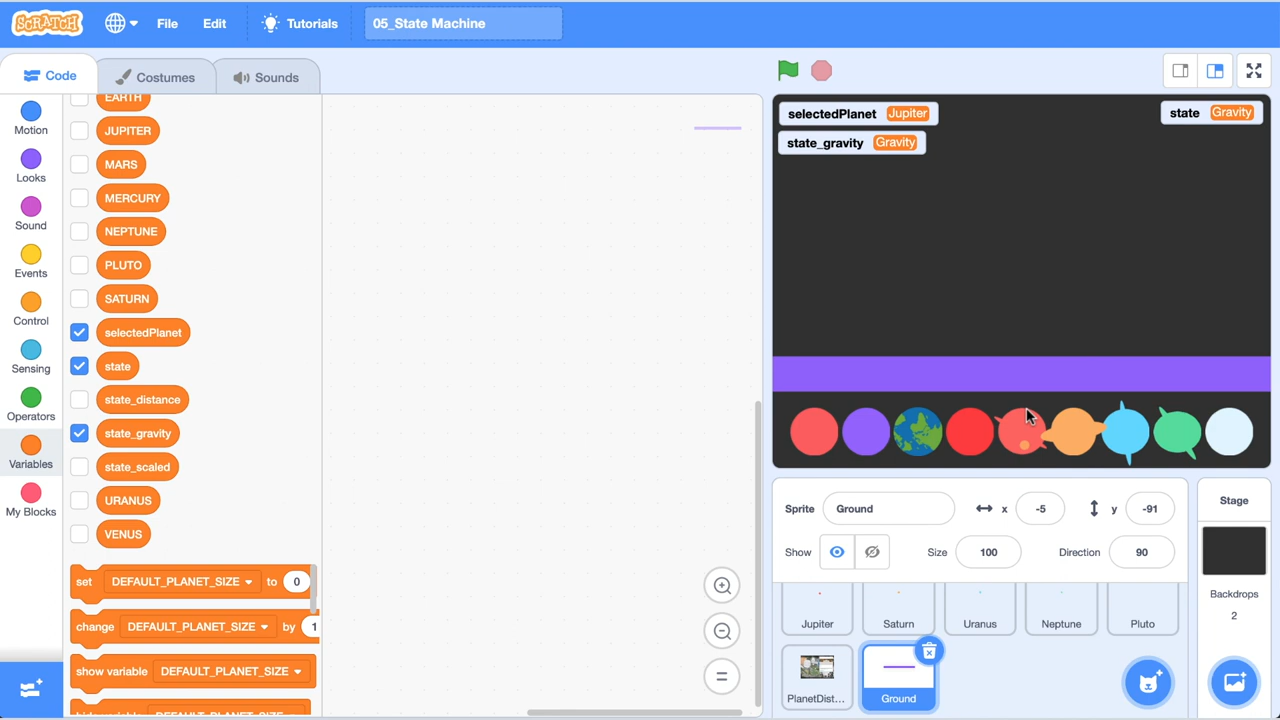 SCRATCH
File
Edit
Tutorials
05_State Machine
Code
Costumes
Sounds
Motion
Looks
Sound
Events
Control
Sensing
Operators
Variables
My Blocks
EARTH
JUPITER
MARS
MERCURY
NEPTUNE
PLUTO
SATURN
selectedPlanet
state
state_distance
state_gravity
state_scaled
URANUS
VENUS
set DEFAULT_PLANET_SIZE to 0
change DEFAULT_PLANET_SIZE by 1
show variable DEFAULT_PLANET_SIZE
selectedPlanet Jupiter
state Gravity
state_gravity Gravity
Sprite Ground x -5 y -91
Show Size 100 Direction 90
Jupiter
Saturn
Uranus
Neptune
Pluto
PlanetDist...
Ground
Stage
Backdrops
2